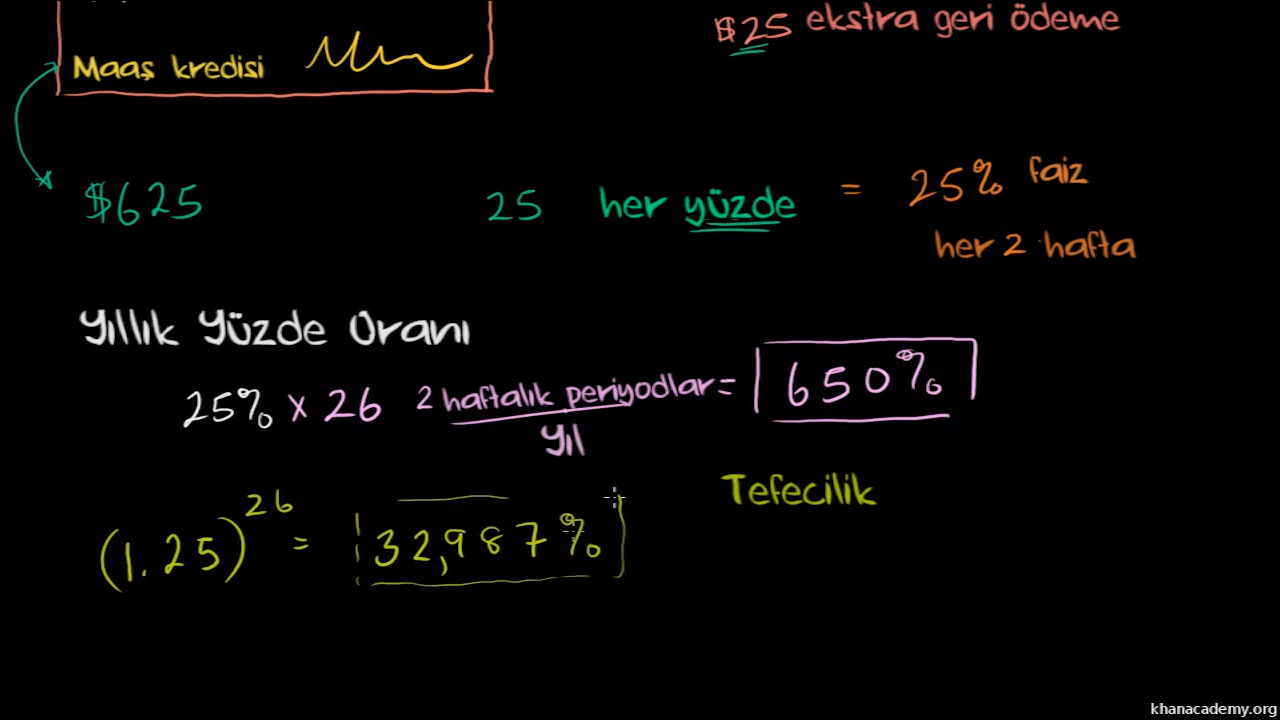 $25 ekstra geri ödeme
Maaş kredisi
$625
25 her yüzde = 25% faiz
her 2 hafta
Yıllık Yüzde Oranı
25% x 26 2 haftalık periyodlar = 650%
yıl
Tefecilik
(1.25)^26 = 32,987%
khanacademy.org